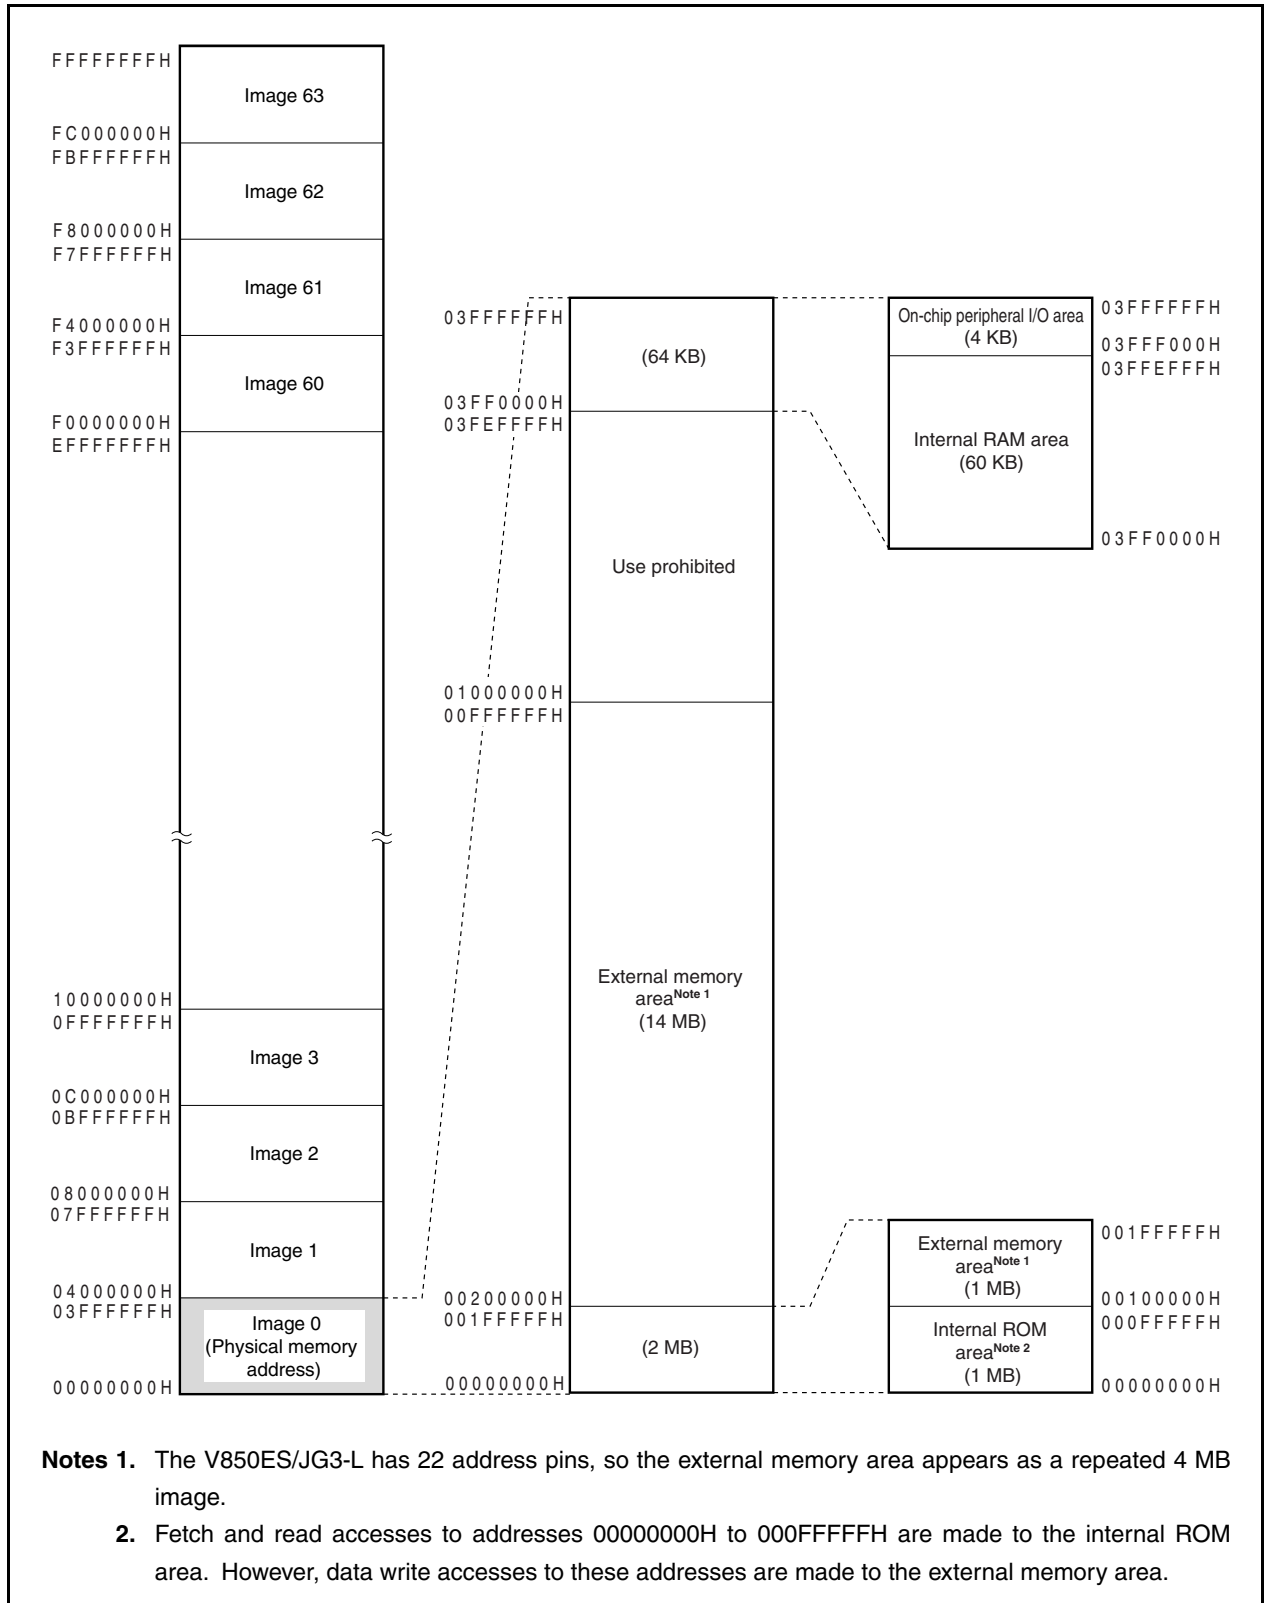 FFFFFFFFH
Image 63
FC000000H
FBFFFFFFH
Image 62
F8000000H
F7FFFFFFH
Image 61
F4000000H
F3FFFFFFH
Image 60
F0000000H
EFFFFFFFH
10000000H
0FFFFFFFH
Image 3
0C000000H
0BFFFFFFH
Image 2
08000000H
07FFFFFFH
Image 1
04000000H
03FFFFFFH
Image 0
(Physical memory
address)
00000000H
03FFFFFFH
(64 KB)
03FF0000H
03FEFFFFH
Use prohibited
01000000H
00FFFFFFH
External memory
areaNote 1
(14 MB)
00200000H
001FFFFFH
(2 MB)
00000000H
On-chip peripheral I/O area
(4 KB)
03FFFFFFH
03FFF000H
03FFEFFFH
Internal RAM area
(60 KB)
03FF0000H
External memory
areaNote 1
(1 MB)
001FFFFFH
00100000H
000FFFFFH
Internal ROM
areaNote 2
(1 MB)
00000000H
Notes 1. The V850ES/JG3-L has 22 address pins, so the external memory area appears as a repeated 4 MB
image.
2. Fetch and read accesses to addresses 00000000H to 000FFFFFH are made to the internal ROM
area. However, data write accesses to these addresses are made to the external memory area.